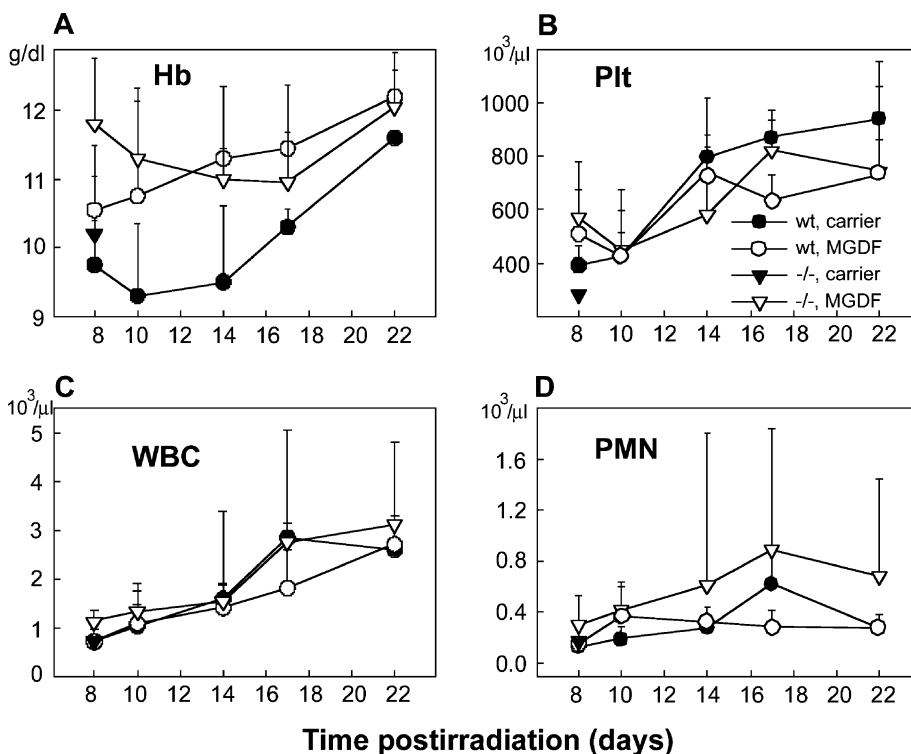 A
g/dl
Hb
12
11
10
9
8 10 12 14 16 18 20 22
B
10³/µl
Plt
1000
800
600
400
wt, carrier
wt, MGDF
-/-, carrier
-/-, MGDF
8 10 12 14 16 18 20 22
C
10³/µl
WBC
5
4
3
2
1
0
8 10 12 14 16 18 20 22
D
10³/µl
PMN
1.6
1.2
0.8
0.4
0.0
8 10 12 14 16 18 20 22
Time postirradiation (days)